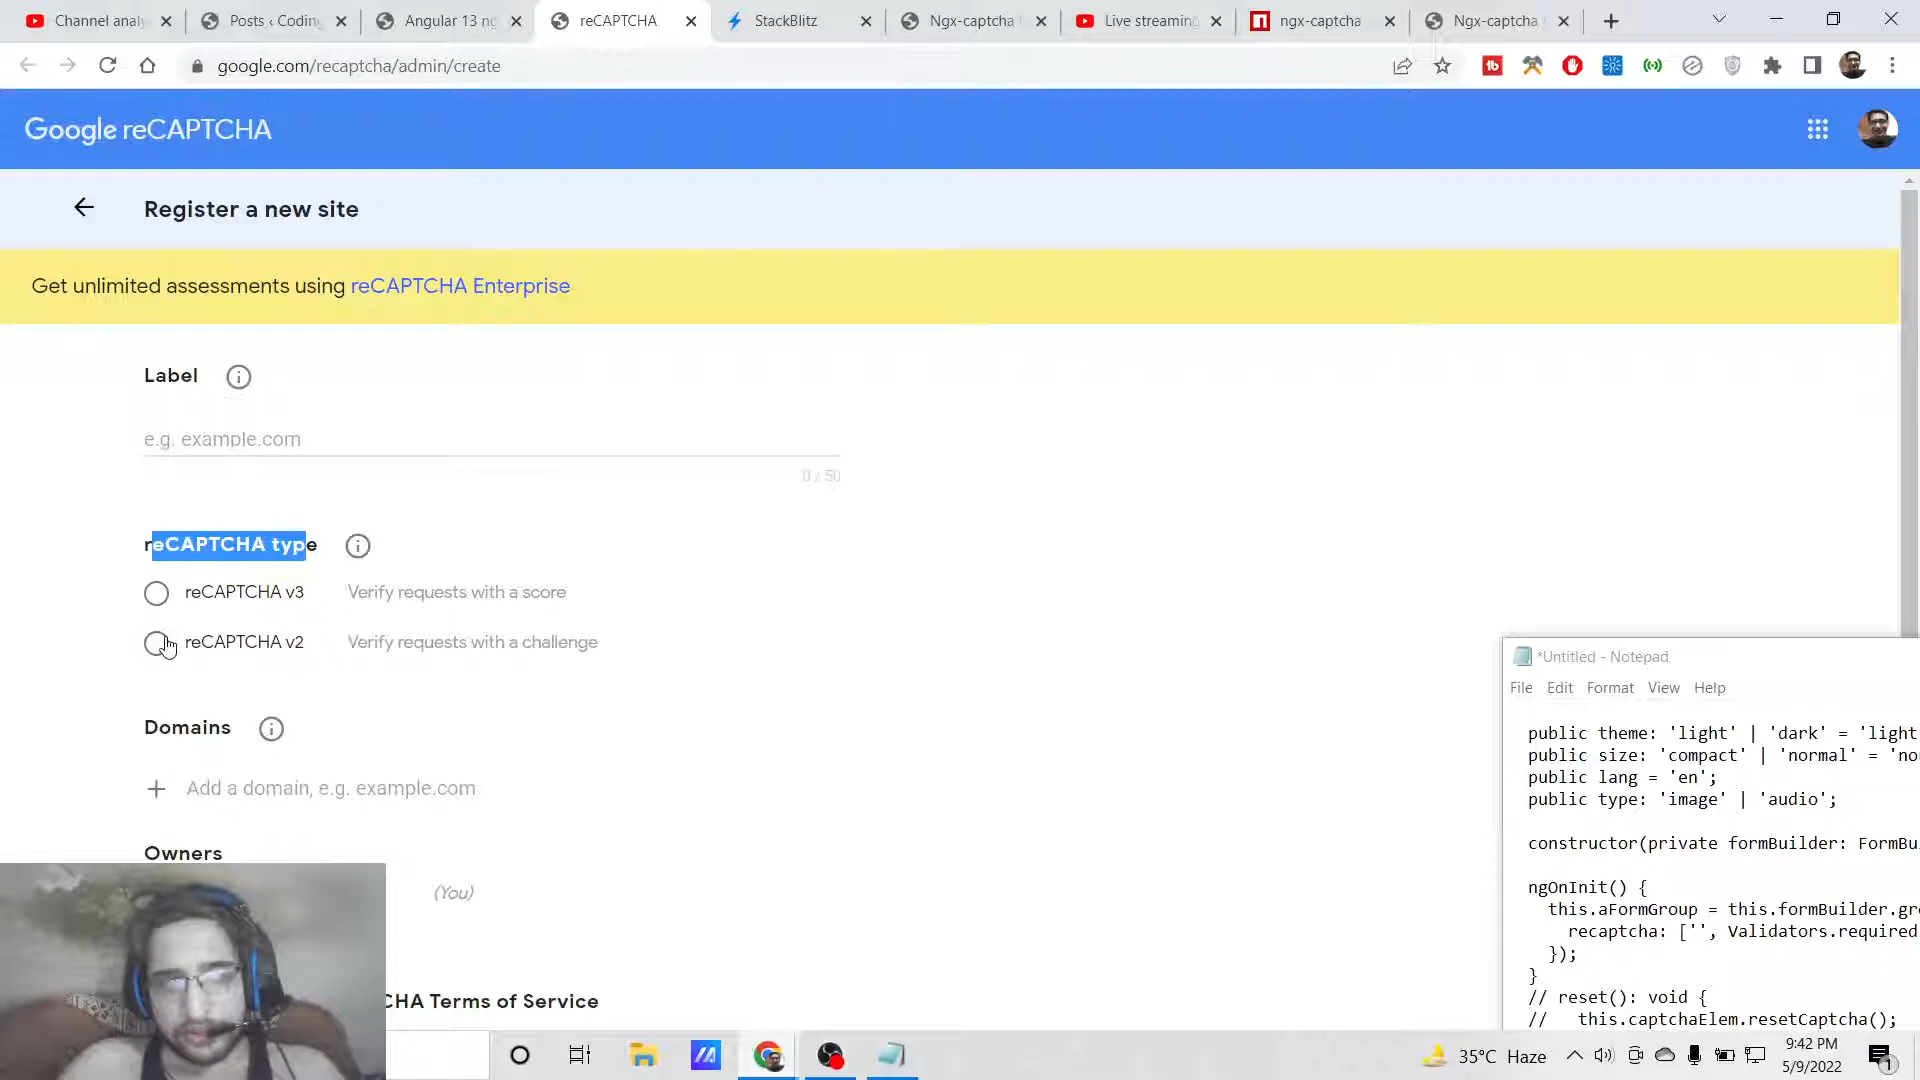 Channel analy
Posts ‹ Coding
Angular 13 ng
reCAPTCHA
StackBlitz
Ngx-captcha
Live streaming
ngx-captcha
Ngx-captcha
google.com/recaptcha/admin/create
Google reCAPTCHA
Register a new site
Get unlimited assessments using reCAPTCHA Enterprise
Label
e.g. example.com
0 / 50
reCAPTCHA type
reCAPTCHA v3 Verify requests with a score
reCAPTCHA v2 Verify requests with a challenge
Domains
Add a domain, e.g. example.com
Owners
(You)
CHA Terms of Service
*Untitled - Notepad
File Edit Format View Help
public theme: 'light' | 'dark' = 'light
public size: 'compact' | 'normal' = 'no
public lang = 'en';
public type: 'image' | 'audio';
constructor(private formBuilder: FormBu
ngOnInit() {
this.aFormGroup = this.formBuilder.gr
recaptcha: ['', Validators.required
});
}
// reset(): void {
// this.captchaElem.resetCaptcha();
35°C Haze
9:42 PM
5/9/2022
1